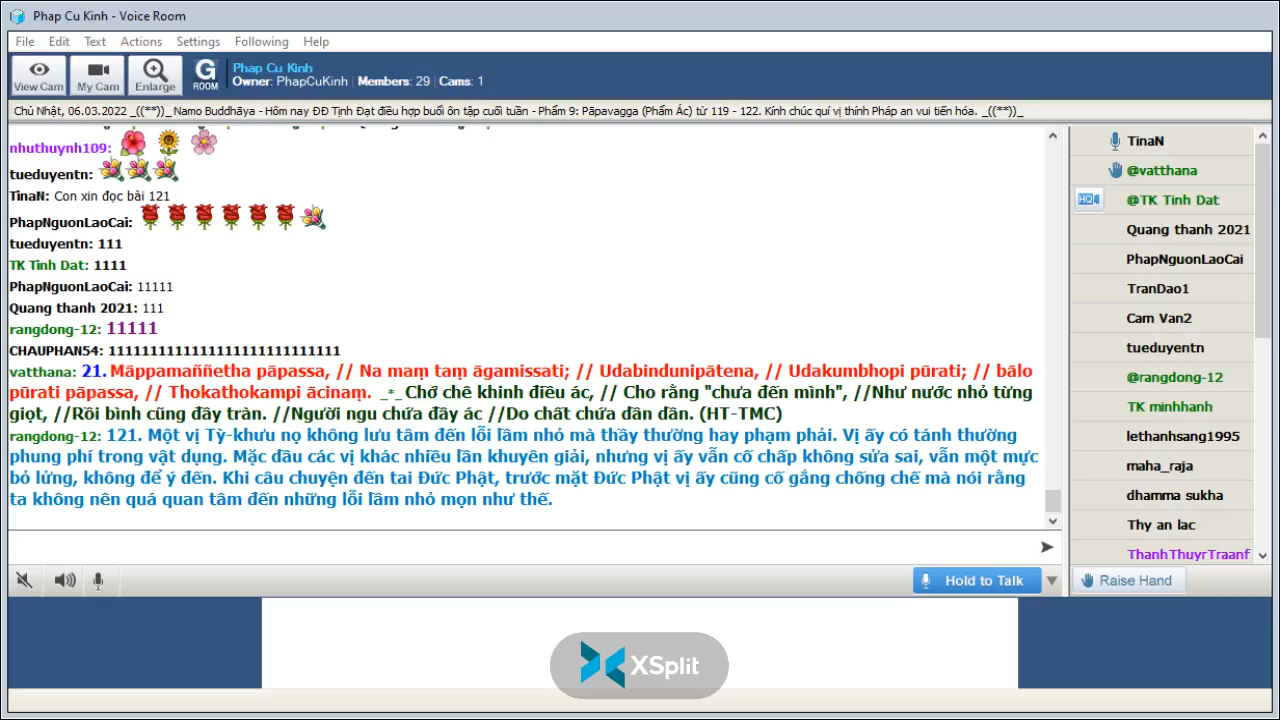 Phap Cu Kinh - Voice Room
File Edit Text Actions Settings Following Help
View Cam My Cam Enlarge G ROOM
Phap Cu Kinh
Owner: PhapCuKinh Members: 29 Cams: 1
Chủ Nhật, 06.03.2022 _((**))_ Namo Buddhāya - Hôm nay ĐĐ Tịnh Đạt điều hợp buổi ôn tập cuối tuần - Phẩm 9: Pāpavagga (Phẩm Ác) từ 119 - 122. Kính chúc quí vị thính Pháp an vui tiến hóa. _((**))_
nhuthuynh109:
tueduyentn:
TinaN: Con xin đọc bài 121
PhapNguonLaoCai:
tueduyentn: 111
TK Tinh Dat: 1111
PhapNguonLaoCai: 11111
Quang thanh 2021: 111
rangdong-12: 11111
CHAUPHAN54: 1111111111111111111111111111
vatthana: 21. Māppamaññetha pāpassa, // Na maṃ taṃ āgamissati; // Udabindunipātena, // Udakumbhopi pūrati; // bālo
pūrati pāpassa, // Thokathokampi ācinaṃ. _*_ Chớ chê khinh điều ác, // Cho rằng "chưa đến mình", //Như nước nhỏ từng
giọt, //Rồi bình cũng đầy tràn. //Người ngu chứa đầy ác //Do chất chứa dần dần. (HT-TMC)
rangdong-12: 121. Một vị Tỳ-khưu nọ không lưu tâm đến lỗi lầm nhỏ mà thầy thường hay phạm phải. Vị ấy có tánh thường
phung phí trong vật dụng. Mặc dầu các vị khác nhiều lần khuyên giải, nhưng vị ấy vẫn cố chấp không sửa sai, vẫn một mực
bỏ lửng, không để ý đến. Khi câu chuyện đến tai Đức Phật, trước mặt Đức Phật vị ấy cũng cố gắng chống chế mà nói rằng
ta không nên quá quan tâm đến những lỗi lầm nhỏ mọn như thế.
TinaN
@vatthana
HQ @TK Tinh Dat
Quang thanh 2021
PhapNguonLaoCai
TranDao1
Cam Van2
tueduyentn
@rangdong-12
TK minhhanh
lethanhsang1995
maha_raja
dhamma sukha
Thy an lac
ThanhThuyrTraanf
Hold to Talk Raise Hand
XSplit